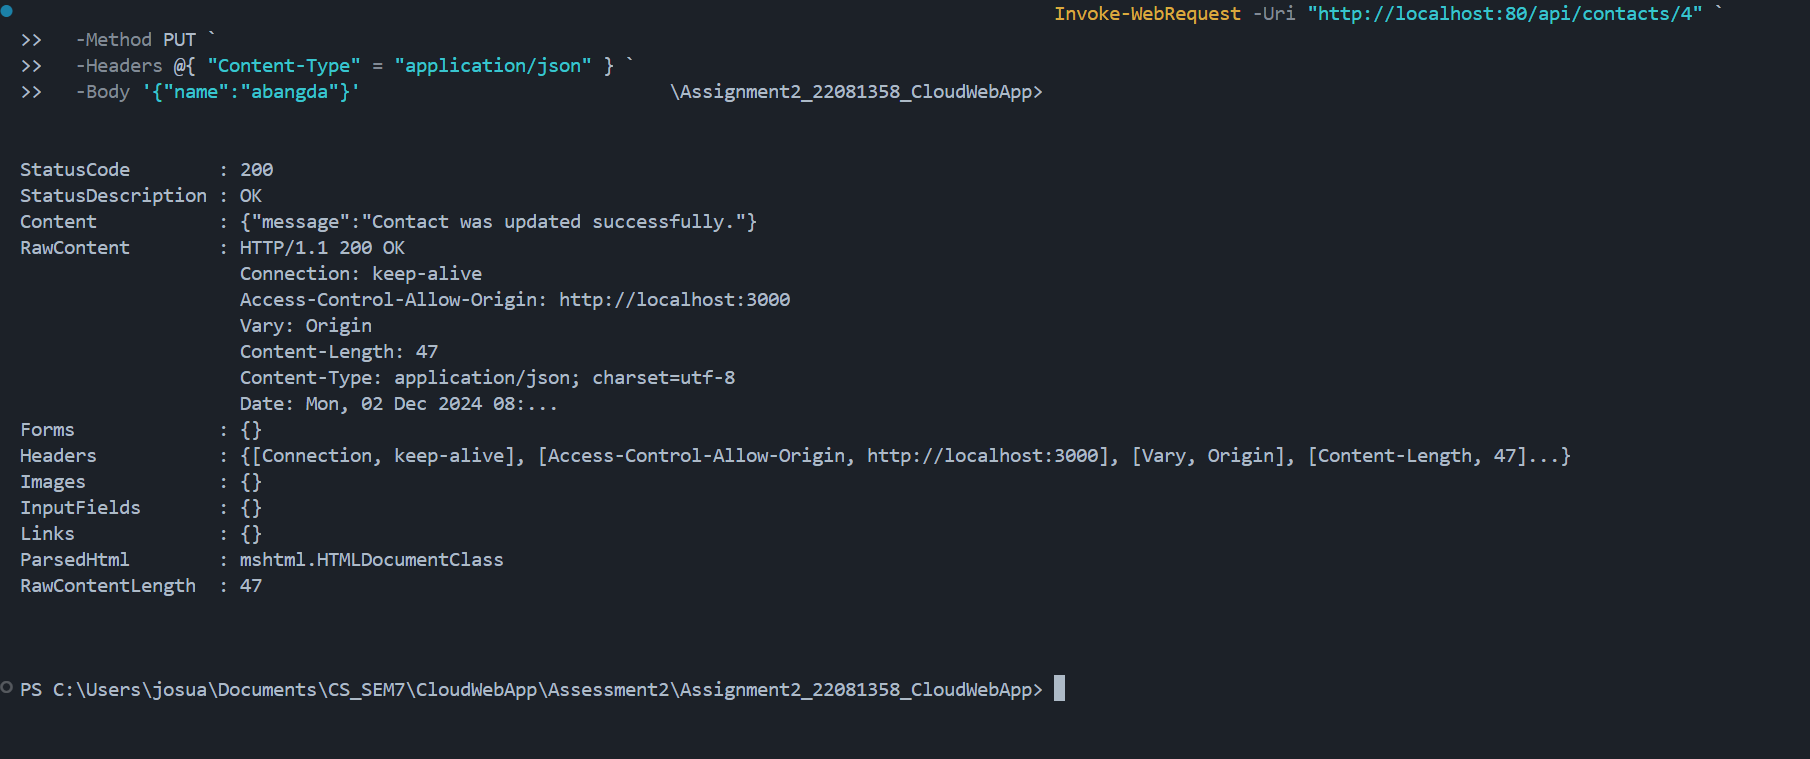 Invoke-WebRequest -Uri "http://localhost:80/api/contacts/4" `
>>   -Method PUT `
>>   -Headers @{ "Content-Type" = "application/json" } `
>>   -Body '{"name":"abangda"}'                            \Assignment2_22081358_CloudWebApp>
StatusCode        : 200
StatusDescription : OK
Content           : {"message":"Contact was updated successfully."}
RawContent        : HTTP/1.1 200 OK
                    Connection: keep-alive
                    Access-Control-Allow-Origin: http://localhost:3000
                    Vary: Origin
                    Content-Length: 47
                    Content-Type: application/json; charset=utf-8
                    Date: Mon, 02 Dec 2024 08:...
Forms             : {}
Headers           : {[Connection, keep-alive], [Access-Control-Allow-Origin, http://localhost:3000], [Vary, Origin], [Content-Length, 47]...}
Images            : {}
InputFields       : {}
Links             : {}
ParsedHtml        : mshtml.HTMLDocumentClass
RawContentLength  : 47
PS C:\Users\josua\Documents\CS_SEM7\CloudWebApp\Assessment2\Assignment2_22081358_CloudWebApp>